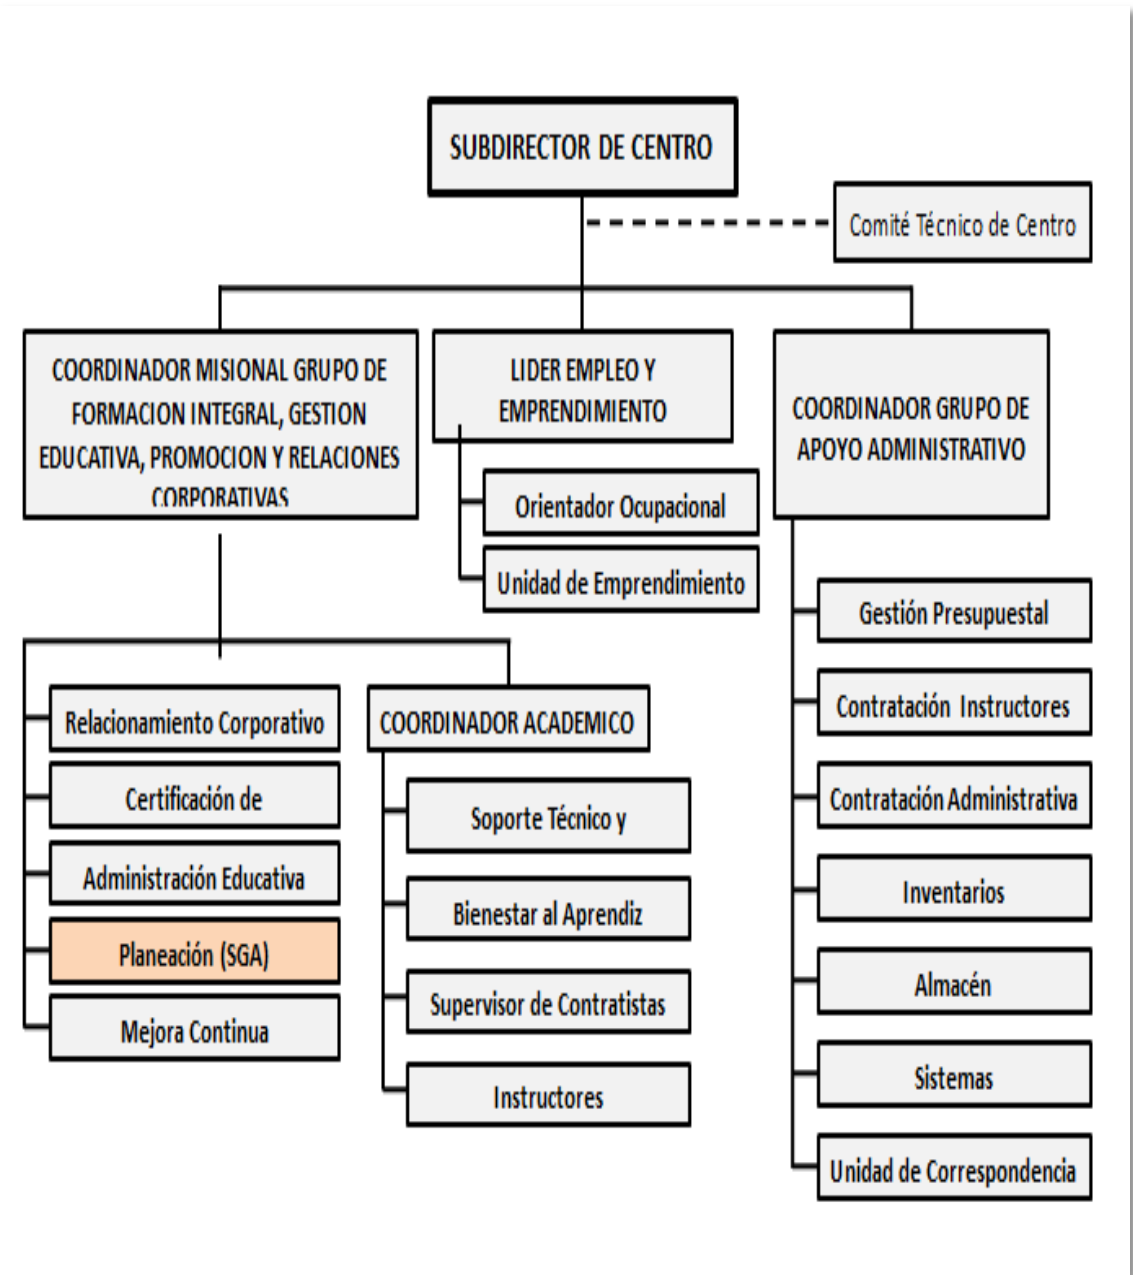 SUBDIRECTOR DE CENTRO
Comité Técnico de Centro
COORDINADOR MISIONAL GRUPO DE
FORMACION INTEGRAL, GESTION
EDUCATIVA, PROMOCION Y RELACIONES
CORPORATIVAS
LIDER EMPLEO Y
EMPRENDIMIENTO
Orientador Ocupacional
Unidad de Emprendimiento
COORDINADOR GRUPO DE
APOYO ADMINISTRATIVO
Relacionamiento Corporativo
Certificación de
Administración Educativa
Planeación (SGA)
Mejora Continua
COORDINADOR ACADEMICO
Soporte Técnico y
Bienestar al Aprendiz
Supervisor de Contratistas
Instructores
Gestión Presupuestal
Contratación Instructores
Contratación Administrativa
Inventarios
Almacén
Sistemas
Unidad de Correspondencia